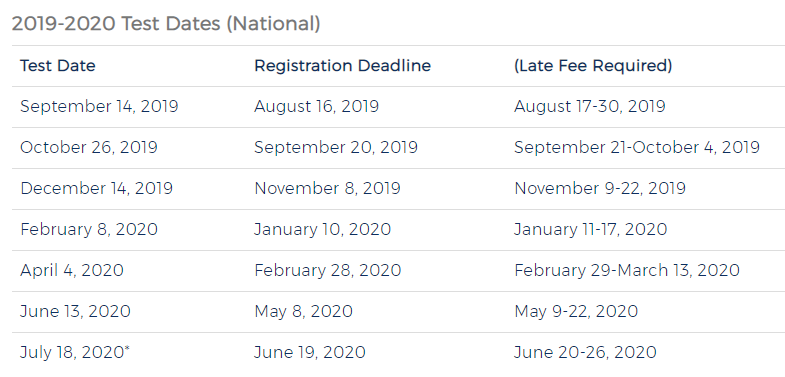 2019-2020 Test Dates (National)
Test Date Registration Deadline (Late Fee Required)
September 14, 2019 August 16, 2019 August 17-30, 2019
October 26, 2019 September 20, 2019 September 21-October 4, 2019
December 14, 2019 November 8, 2019 November 9-22, 2019
February 8, 2020 January 10, 2020 January 11-17, 2020
April 4, 2020 February 28, 2020 February 29-March 13, 2020
June 13, 2020 May 8, 2020 May 9-22, 2020
July 18, 2020* June 19, 2020 June 20-26, 2020